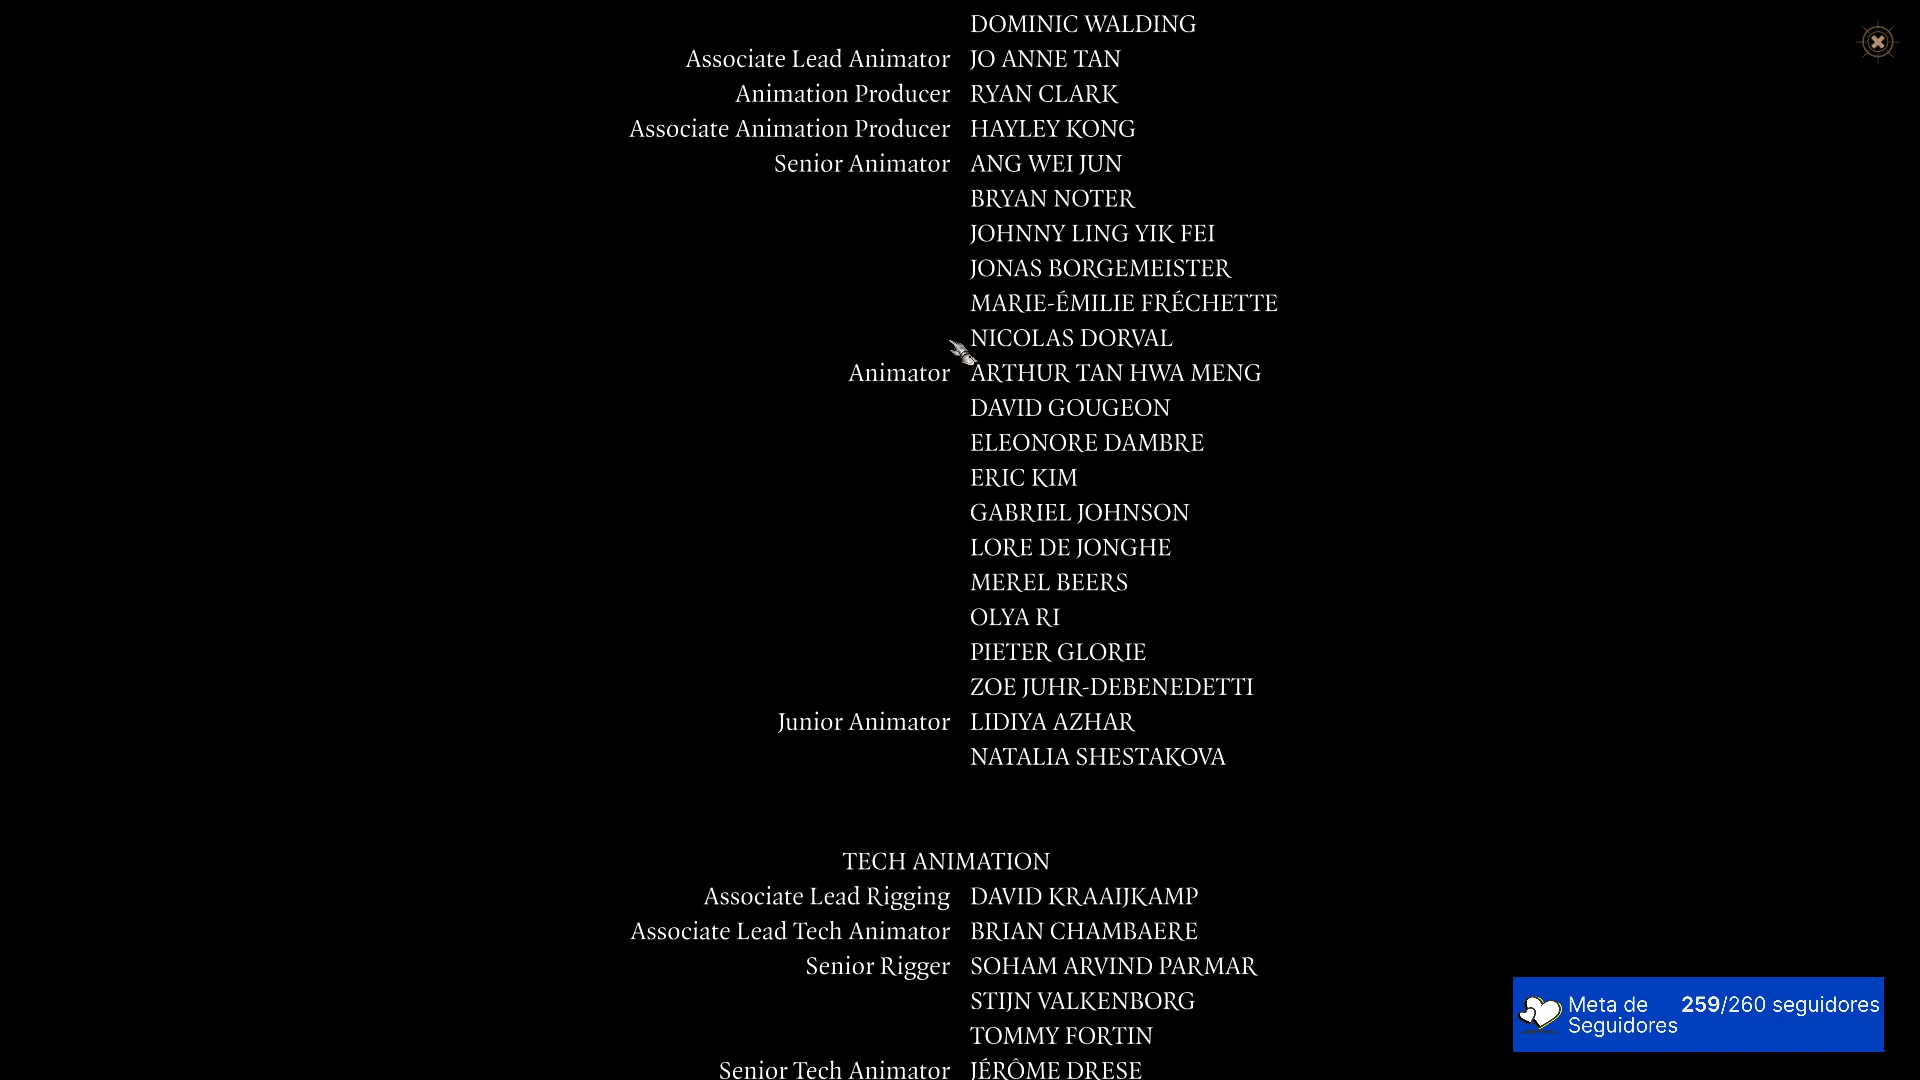 DOMINIC WALDING
Associate Lead Animator JO ANNE TAN
Animation Producer RYAN CLARK
Associate Animation Producer HAYLEY KONG
Senior Animator ANG WEI JUN
BRYAN NOTER
JOHNNY LING YIK FEI
JONAS BORGEMEISTER
MARIE-ÉMILIE FRÉCHETTE
NICOLAS DORVAL
Animator ARTHUR TAN HWA MENG
DAVID GOUGEON
ELEONORE DAMBRE
ERIC KIM
GABRIEL JOHNSON
LORE DE JONGHE
MEREL BEERS
OLYA RI
PIETER GLORIE
ZOE JUHR-DEBENEDETTI
Junior Animator LIDIYA AZHAR
NATALIA SHESTAKOVA
TECH ANIMATION
Associate Lead Rigging DAVID KRAAIJKAMP
Associate Lead Tech Animator BRIAN CHAMBAERE
Senior Rigger SOHAM ARVIND PARMAR
STIJN VALKENBORG
TOMMY FORTIN
Senior Tech Animator JÉRÔME DRESE
Meta de 259/260 seguidores
Seguidores